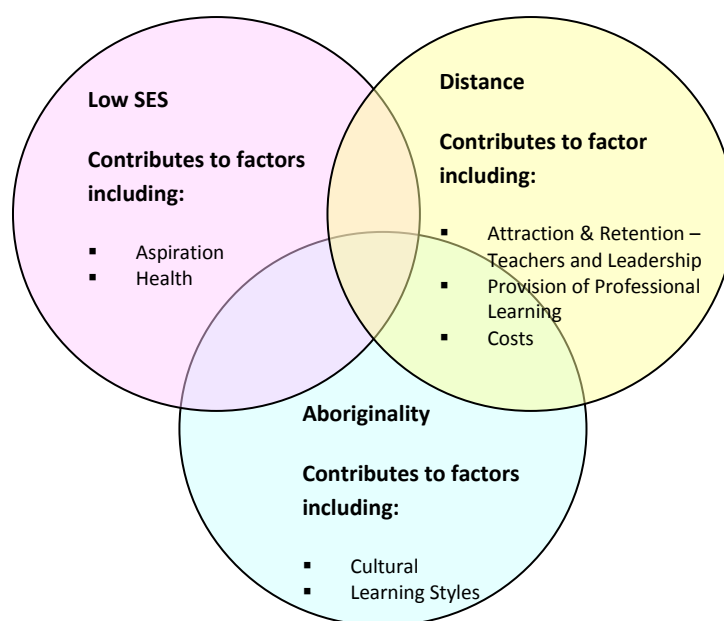 Low SES
Contributes to factors
including:
▪ Aspiration
▪ Health
Distance
Contributes to factor
including:
▪ Attraction & Retention –
Teachers and Leadership
▪ Provision of Professional
Learning
▪ Costs
Aboriginality
Contributes to factors
including:
▪ Cultural
▪ Learning Styles